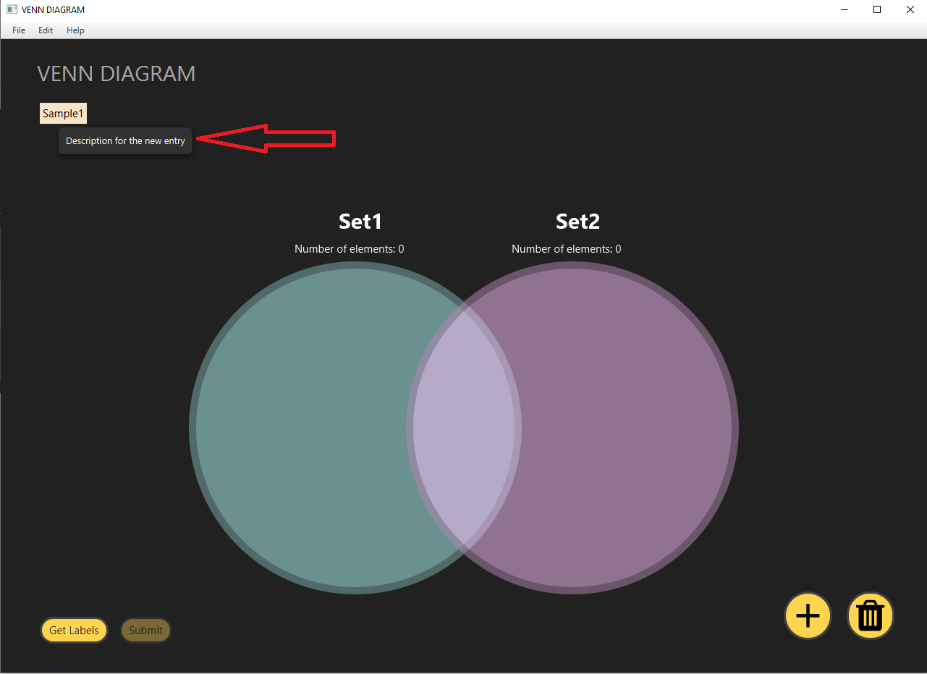 VENN DIAGRAM
File Edit Help
VENN DIAGRAM
Sample1
Description for the new entry
Set1 Set2
Number of elements: 0 Number of elements: 0
Get Labels Submit